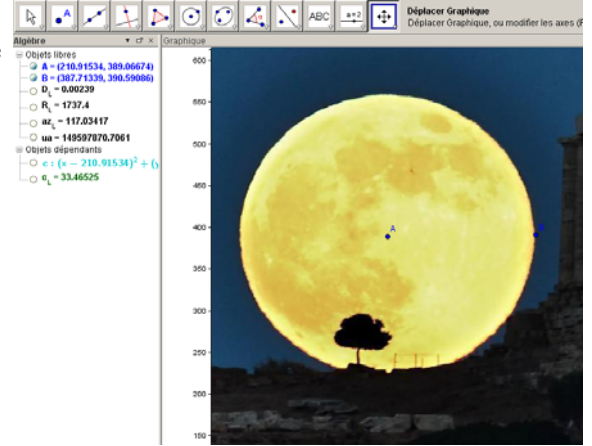 ABC
a=2
Déplacer Graphique
Déplacer Graphique, ou modifier les axes (F
Algèbre
Graphique
Objets libres
A = (210.91534, 389.06674)
B = (387.71339, 390.59086)
D_L = 0.00239
R_L = 1737.4
az_L = 117.03417
ua = 149597870.7061
Objets dépendants
c : (x − 210.91534)² + (
α_L = 33.46525
600
550
500
450
400
350
300
250
200
150
A